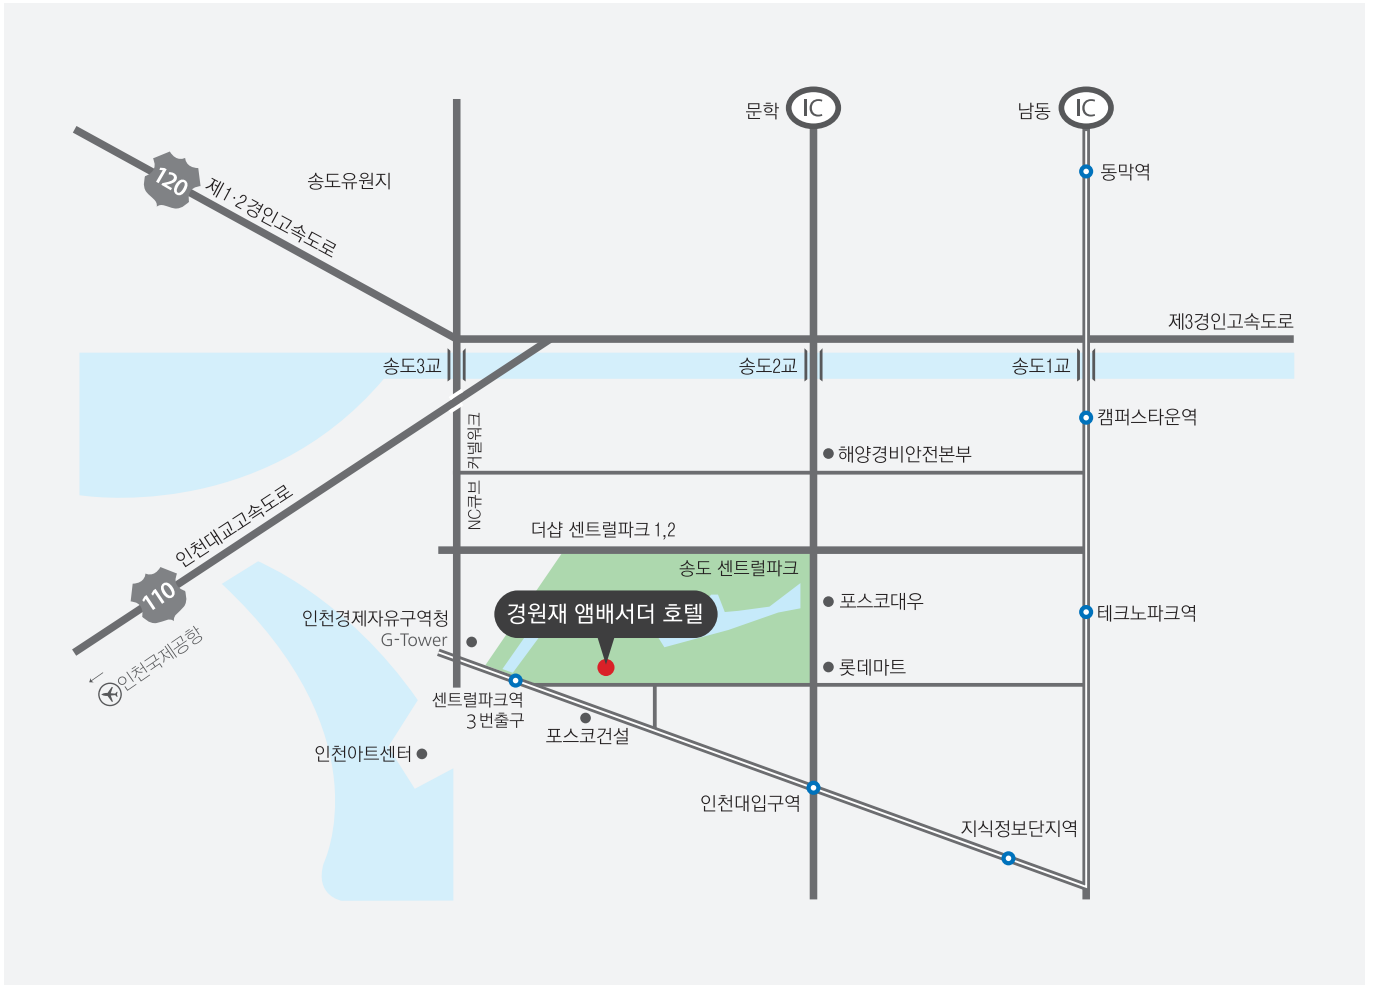 문학
IC
남동
IC
120
제1·2경인고속도로
송도유원지
동막역
제3경인고속도로
송도3교
송도2교
송도1교
커넬워크
NC큐브
캠퍼스타운역
해양경비안전본부
인천대교고속도로
더샵 센트럴파크 1,2
송도 센트럴파크
110
경원재 앰배서더 호텔
포스코대우
테크노파크역
인천경제자유구역청
G-Tower
←인천국제공항
롯데마트
센트럴파크역
3번출구
포스코건설
인천아트센터
인천대입구역
지식정보단지역